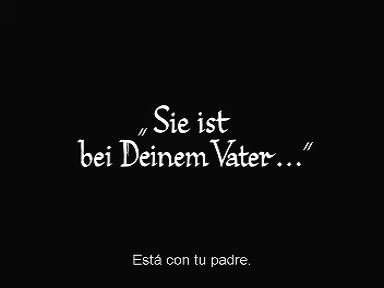 „Sie ist
bei Deinem Vater...“
Está con tu padre.